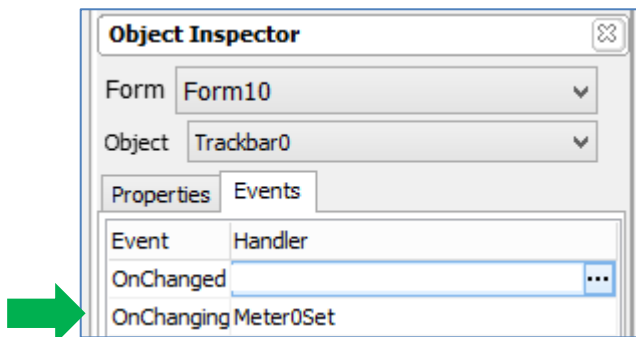 Object Inspector
Form Form10
Object Trackbar0
Properties Events
Event Handler
OnChanged ...
OnChanging Meter0Set